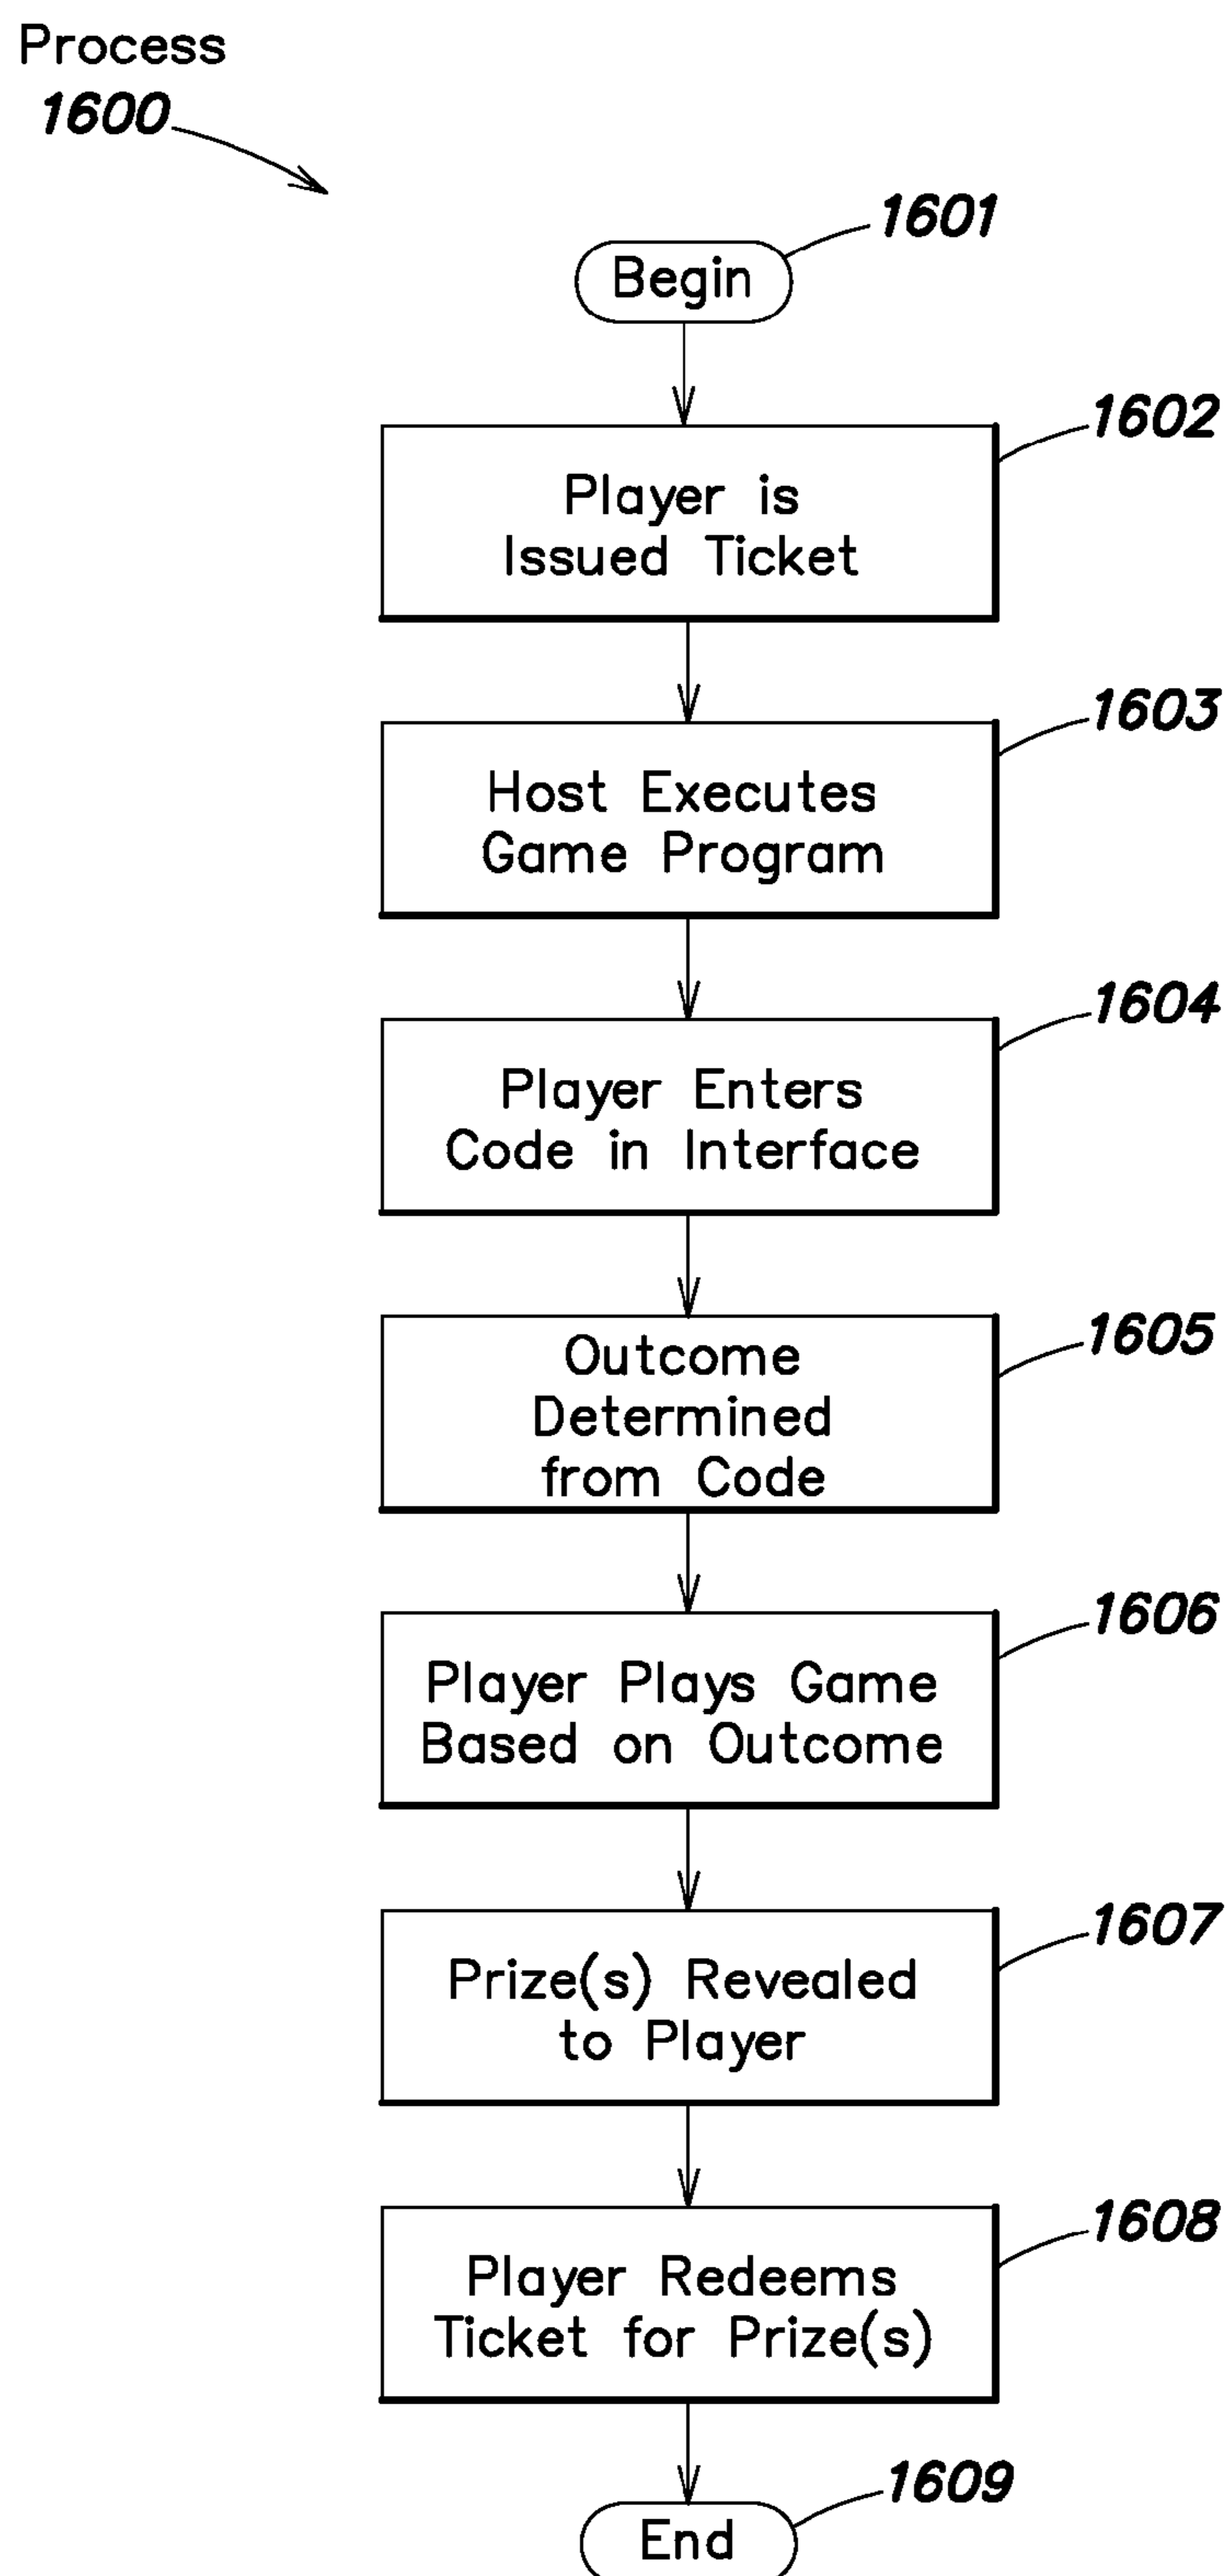 Process
1600
1601
Begin
1602
Player is
Issued Ticket
1603
Host Executes
Game Program
1604
Player Enters
Code in Interface
1605
Outcome
Determined
from Code
1606
Player Plays Game
Based on Outcome
1607
Prize(s) Revealed
to Player
1608
Player Redeems
Ticket for Prize(s)
1609
End